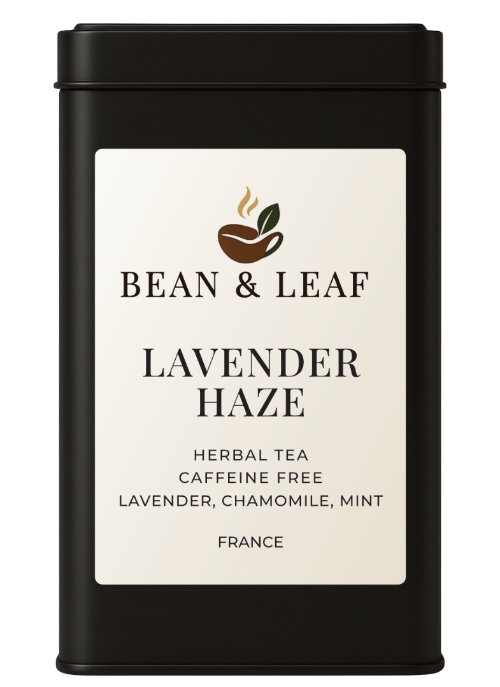 BEAN & LEAF
LAVENDER
HAZE
HERBAL TEA
CAFFEINE FREE
LAVENDER, CHAMOMILE, MINT
FRANCE